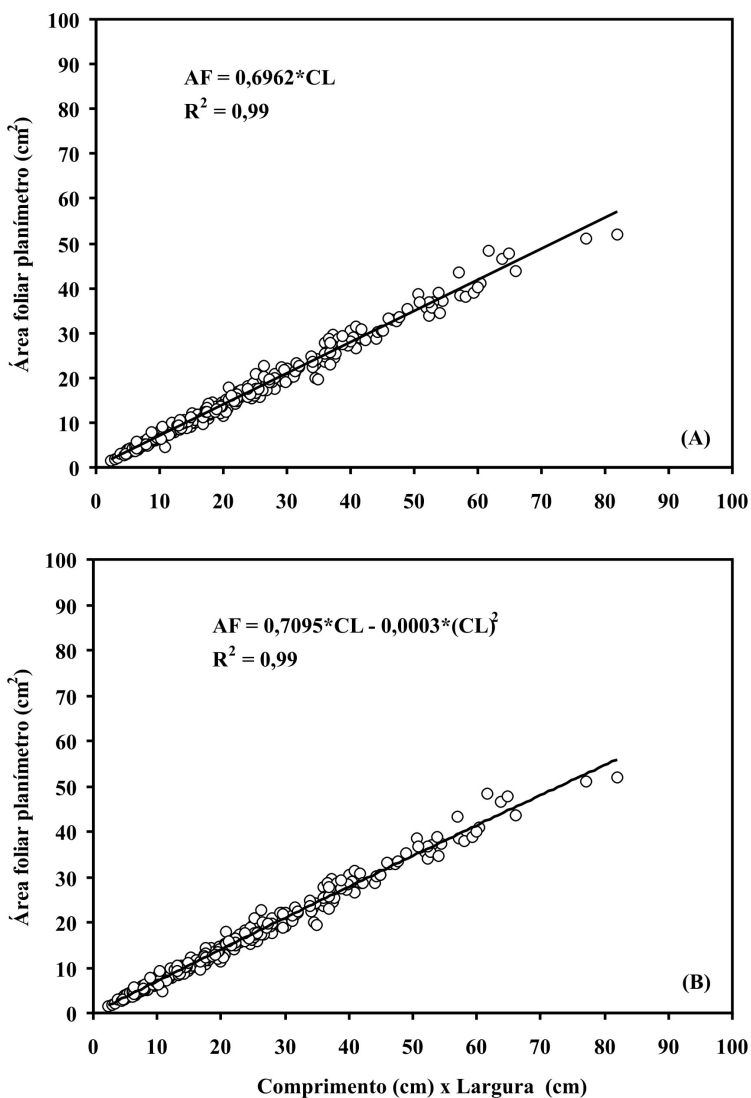 100
90
80
70
60
50
40
30
20
10
0
Área foliar planímetro (cm²)
AF = 0,6962*CL
R² = 0,99
(A)
0 10 20 30 40 50 60 70 80 90 100
100
90
80
70
60
50
40
30
20
10
0
Área foliar planímetro (cm²)
AF = 0,7095*CL - 0,0003*(CL)²
R² = 0,99
(B)
0 10 20 30 40 50 60 70 80 90 100
Comprimento (cm) x Largura (cm)